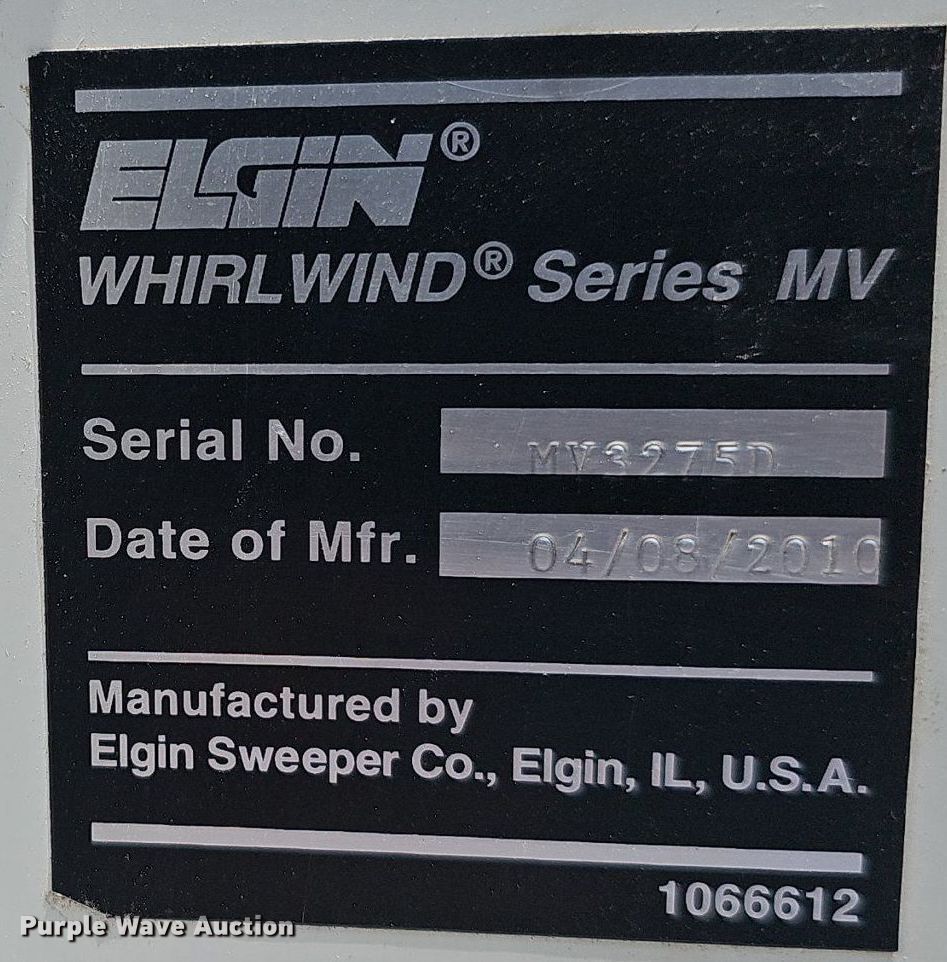 ELGIN®
WHIRLWIND® Series MV
Serial No. MV3275D
Date of Mfr. 04/08/2010
Manufactured by
Elgin Sweeper Co., Elgin, IL, U.S.A.
1066612
Purple Wave Auction